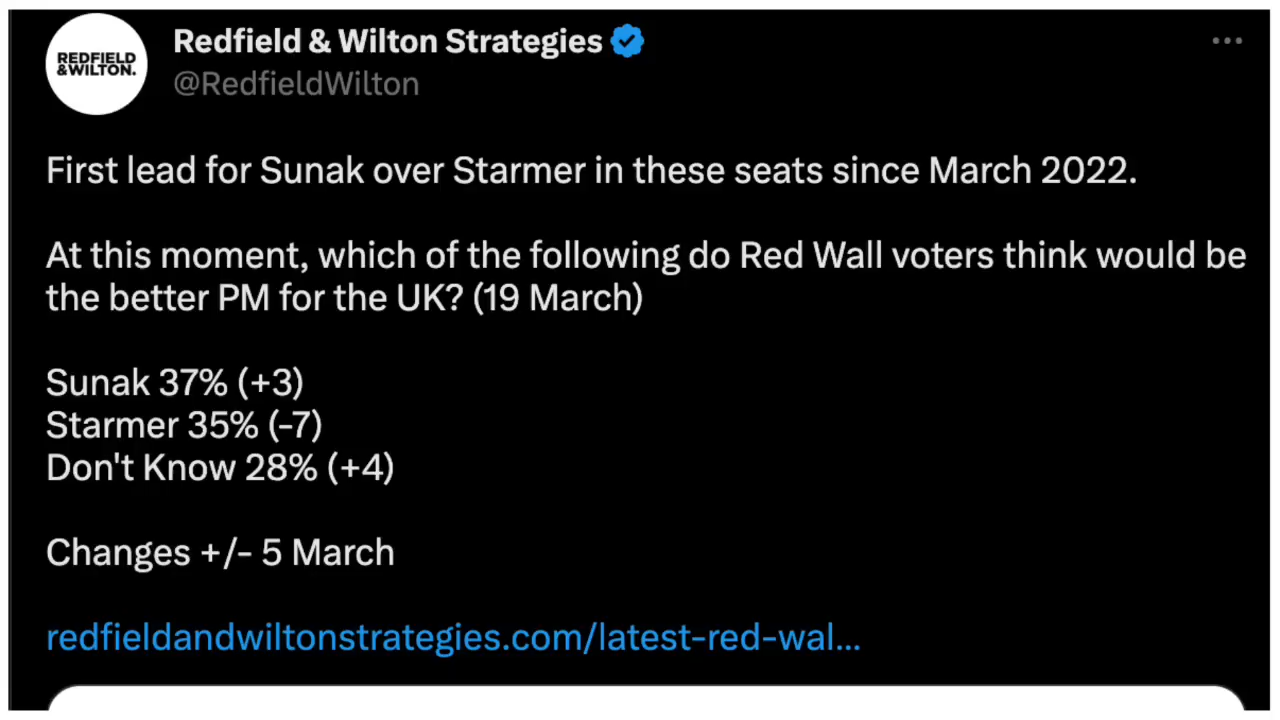 REDFIELD
&WILTON.
Redfield & Wilton Strategies
@RedfieldWilton
First lead for Sunak over Starmer in these seats since March 2022.
At this moment, which of the following do Red Wall voters think would be
the better PM for the UK? (19 March)
Sunak 37% (+3)
Starmer 35% (-7)
Don't Know 28% (+4)
Changes +/- 5 March
redfieldandwiltonstrategies.com/latest-red-wal...